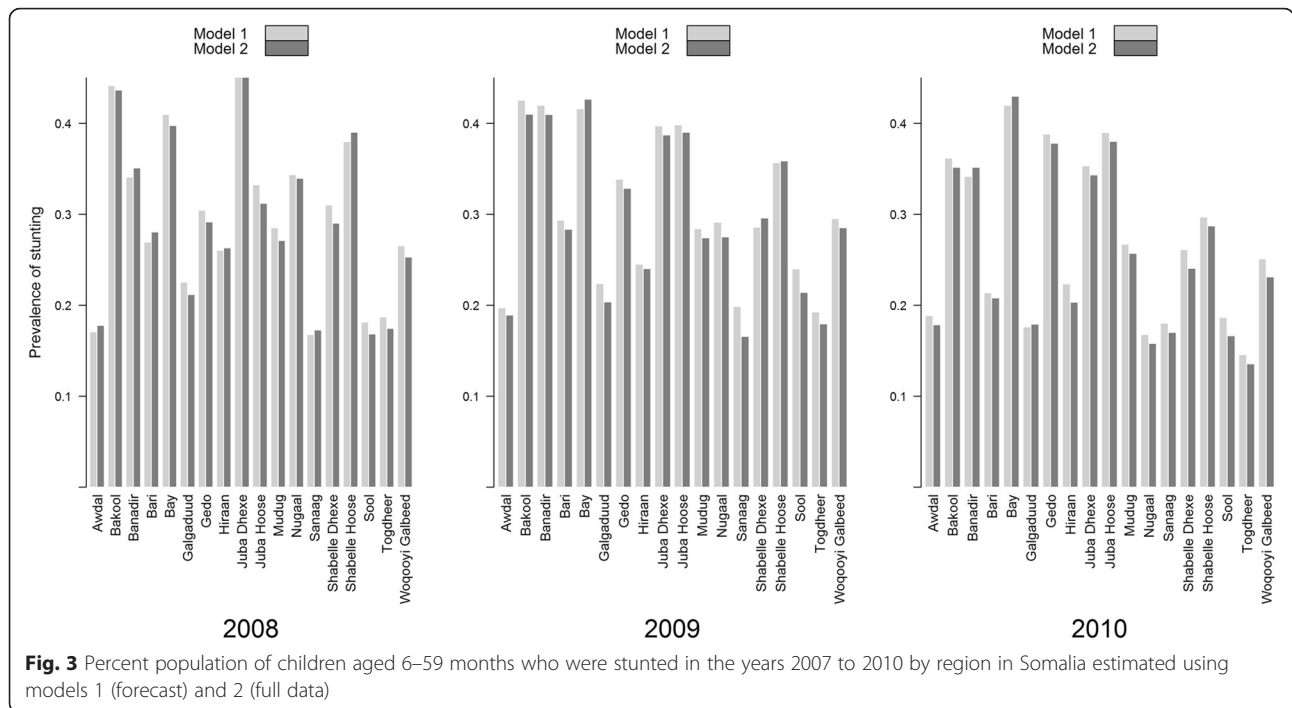 Model 1
Model 2
Model 1
Model 2
Model 1
Model 2
Prevalence of stunting
0.4
0.3
0.2
0.1
Awdal
Bakool
Banadir
Bari
Bay
Galgaduud
Gedo
Hiraan
Juba Dhexe
Juba Hoose
Mudug
Nugaal
Sanaag
Shabelle Dhexe
Shabelle Hoose
Sool
Togdheer
Woqooyi Galbeed
2008
0.4
0.3
0.2
0.1
Awdal
Bakool
Banadir
Bari
Bay
Galgaduud
Gedo
Hiraan
Juba Dhexe
Juba Hoose
Mudug
Nugaal
Sanaag
Shabelle Dhexe
Shabelle Hoose
Sool
Togdheer
Woqooyi Galbeed
2009
0.4
0.3
0.2
0.1
Awdal
Bakool
Banadir
Bari
Bay
Galgaduud
Gedo
Hiraan
Juba Dhexe
Juba Hoose
Mudug
Nugaal
Sanaag
Shabelle Dhexe
Shabelle Hoose
Sool
Togdheer
Woqooyi Galbeed
2010
Fig. 3 Percent population of children aged 6–59 months who were stunted in the years 2007 to 2010 by region in Somalia estimated using
models 1 (forecast) and 2 (full data)